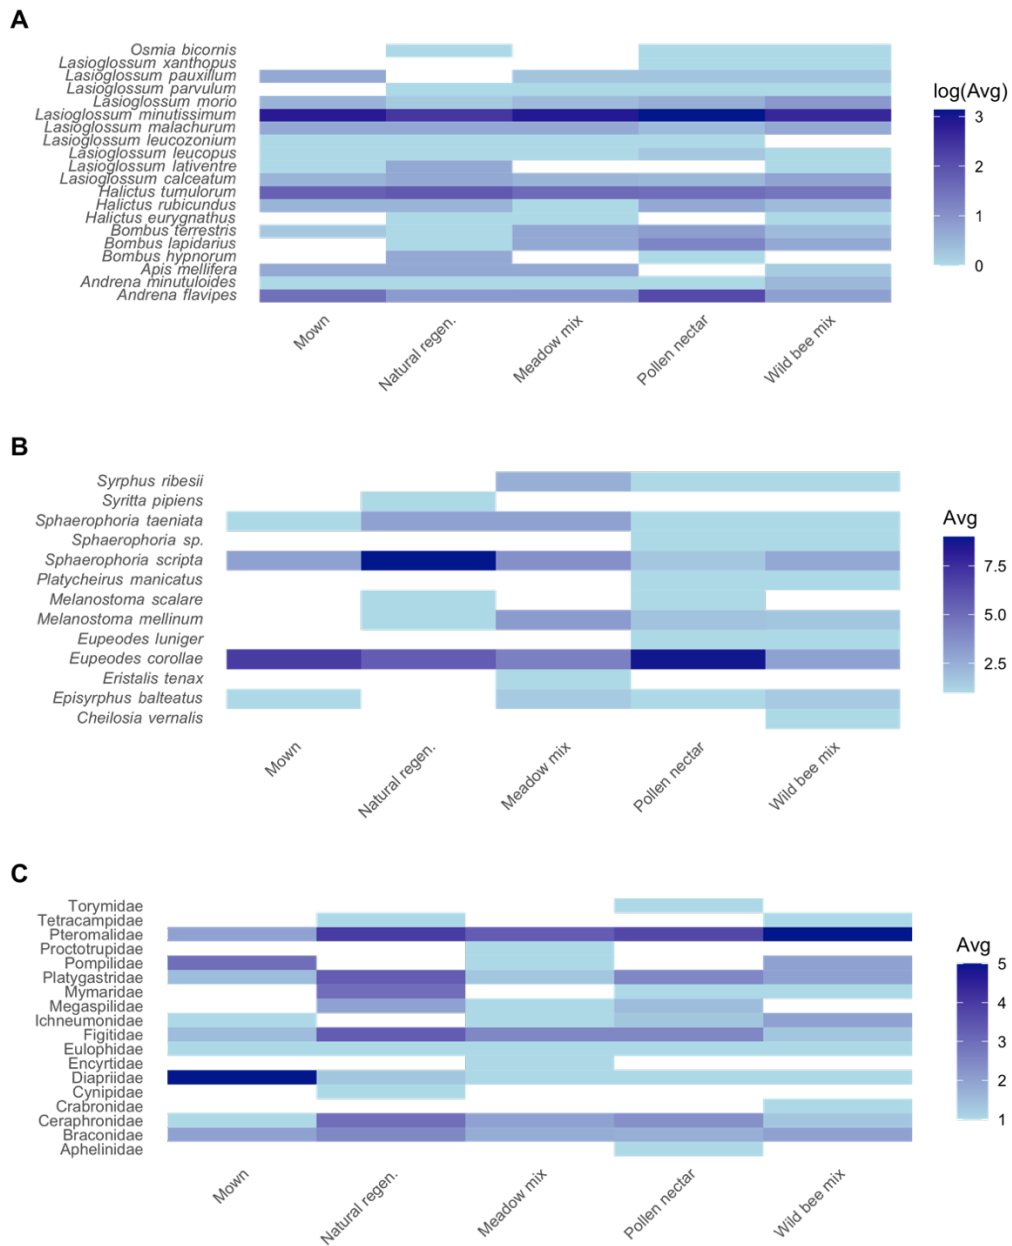 A
Osmia bicornis
Lasioglossum xanthopus
Lasioglossum pauxillum
Lasioglossum parvulum
Lasioglossum morio
Lasioglossum minutissimum
Lasioglossum malachurum
Lasioglossum leucozonium
Lasioglossum leucopus
Lasioglossum lativentre
Lasioglossum calceatum
Halictus tumulorum
Halictus rubicundus
Halictus eurygnathus
Bombus terrestris
Bombus lapidarius
Bombus hypnorum
Apis mellifera
Andrena minutuloides
Andrena flavipes
Mown
Natural regen.
Meadow mix
Pollen nectar
Wild bee mix
log(Avg)
3
2
1
0
B
Syrphus ribesii
Syritta pipiens
Sphaerophoria taeniata
Sphaerophoria sp.
Sphaerophoria scripta
Platycheirus manicatus
Melanostoma scalare
Melanostoma mellinum
Eupeodes luniger
Eupeodes corollae
Eristalis tenax
Episyrphus balteatus
Cheilosia vernalis
Mown
Natural regen.
Meadow mix
Pollen nectar
Wild bee mix
Avg
7.5
5.0
2.5
C
Torymidae
Tetracampidae
Pteromalidae
Proctotrupidae
Pompilidae
Platygastridae
Mymaridae
Megaspilidae
Ichneumonidae
Figitidae
Eulophidae
Encyrtidae
Diapriidae
Cynipidae
Crabronidae
Ceraphronidae
Braconidae
Aphelinidae
Mown
Natural regen.
Meadow mix
Pollen nectar
Wild bee mix
Avg
5
4
3
2
1